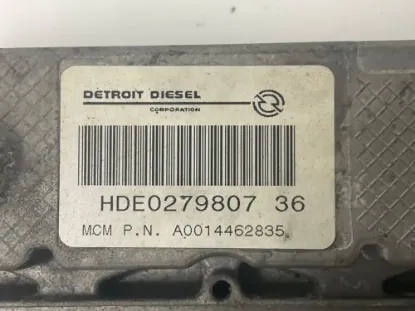 DETROIT DIESEL
CORPORATION
HDE0279807 36
MCM P.N. A0014462835